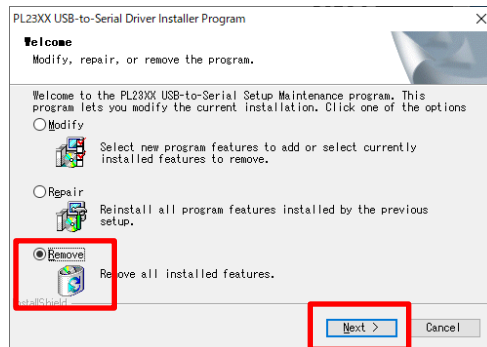 PL23XX USB-to-Serial Driver Installer Program
Welcome
Modify, repair, or remove the program.
Welcome to the PL23XX USB-to-Serial Setup Maintenance program. This
program lets you modify the current installation. Click one of the options
Modify
Select new program features to add or select currently
installed features to remove.
Repair
Reinstall all program features installed by the previous
setup.
Remove
Remove all installed features.
InstallShield
Next >
Cancel